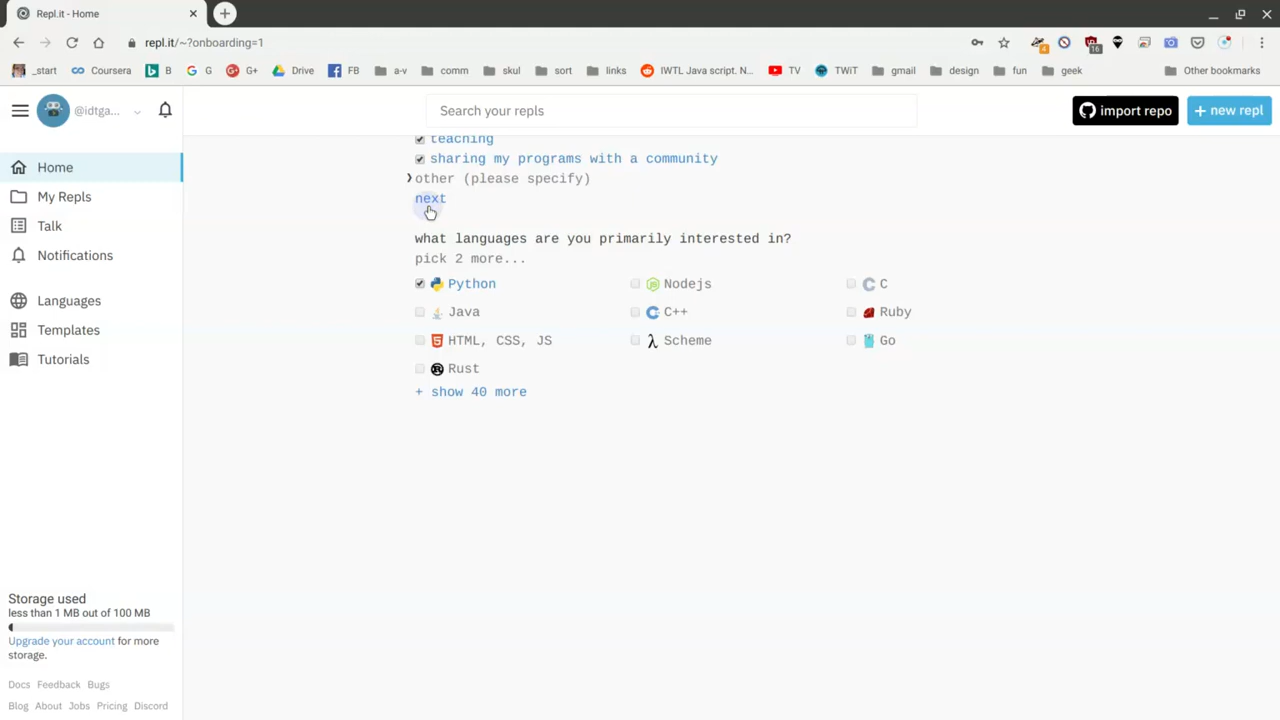 Repl.it - Home
repl.it/~?onboarding=1
4
16
_start
Coursera
B
G
G+
Drive
FB
a-v
comm
skul
sort
links
IWTL Java script. N...
TV
TWiT
gmail
design
fun
geek
Other bookmarks
@idtga...
Search your repls
import repo
+ new repl
Home
My Repls
Talk
Notifications
Languages
Templates
Tutorials
teaching
sharing my programs with a community
other (please specify)
next
what languages are you primarily interested in?
pick 2 more...
Python
Nodejs
C
Java
C++
Ruby
HTML, CSS, JS
Scheme
Go
Rust
+ show 40 more
Storage used
less than 1 MB out of 100 MB
Upgrade your account for more
storage.
Docs Feedback Bugs
Blog About Jobs Pricing Discord